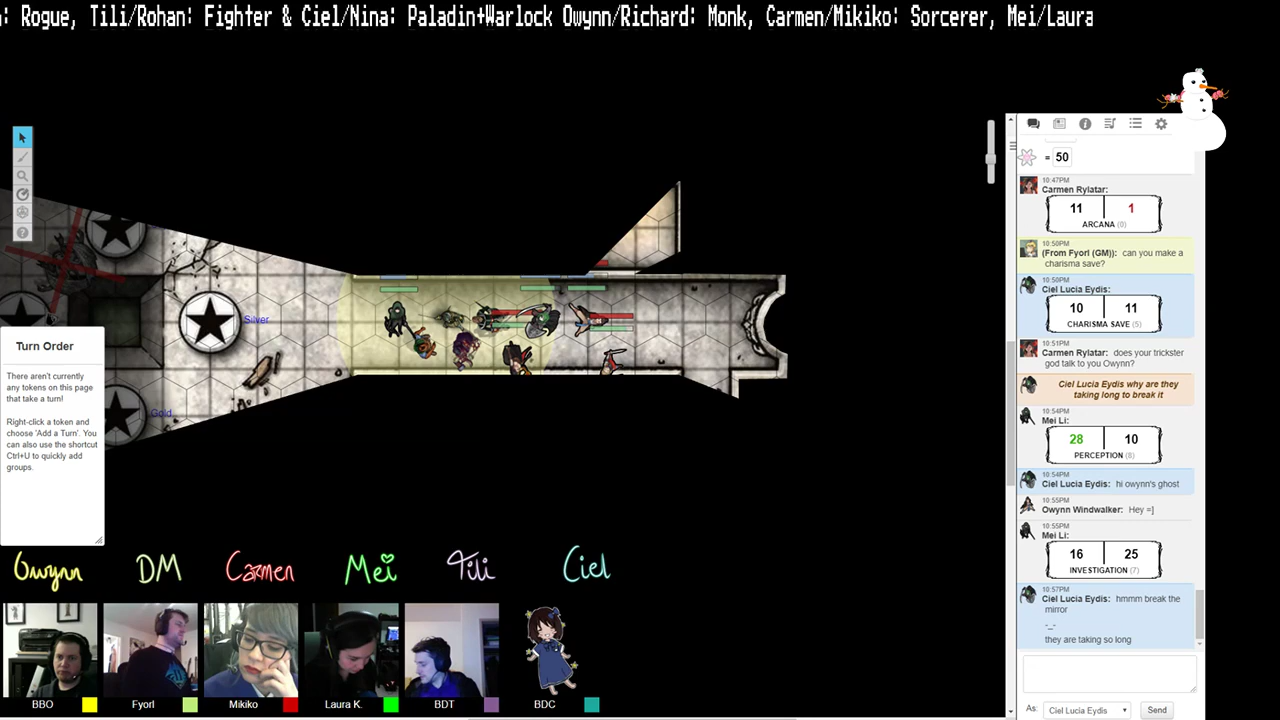 : Rogue, Tili/Rohan: Fighter & Ciel/Nina: Paladin+Warlock Owynn/Richard: Monk, Carmen/Mikiko: Sorcerer, Mei/Laura
= 50
10:47PM
Carmen Rylatar:
11 1
ARCANA (0)
10:50PM
(From Fyorl (GM)): can you make a
charisma save?
10:50PM
Ciel Lucia Eydis:
10 11
CHARISMA SAVE (5)
10:51PM
Carmen Rylatar: does your trickster
god talk to you Owynn?
Ciel Lucia Eydis why are they
taking long to break it
10:54PM
Mei Li:
28 10
PERCEPTION (8)
10:54PM
Ciel Lucia Eydis: hi owynn's ghost
10:55PM
Owynn Windwalker: Hey =]
10:55PM
Mei Li:
16 25
INVESTIGATION (7)
10:57PM
Ciel Lucia Eydis: hmmm break the
mirror
-_-
they are taking so long
As: Ciel Lucia Eydis Send
Silver
Gold
Turn Order
There aren't currently
any tokens on this page
that take a turn!
Right-click a token and
choose 'Add a Turn'. You
can also use the shortcut
Ctrl+U to quickly add
groups.
Owynn DM Carmen Mei Tili Ciel
BBO Fyorl Mikiko Laura K. BDT BDC